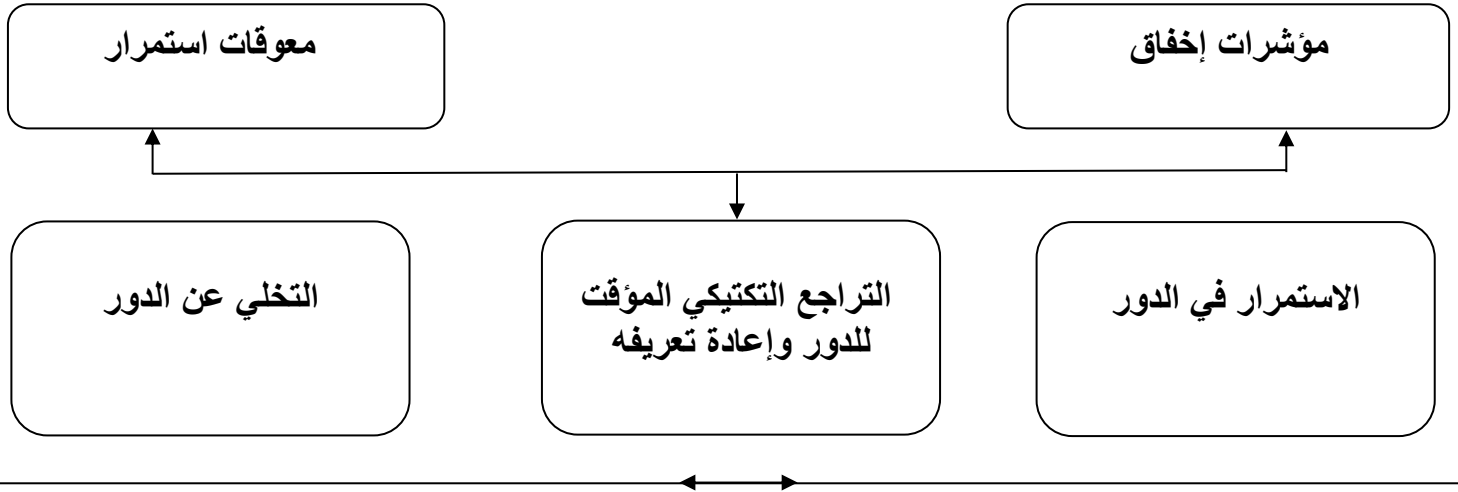 مؤشرات إخفاق
معوقات استمرار
الاستمرار في الدور
التراجع التكتيكي المؤقت
للدور وإعادة تعريفه
التخلي عن الدور